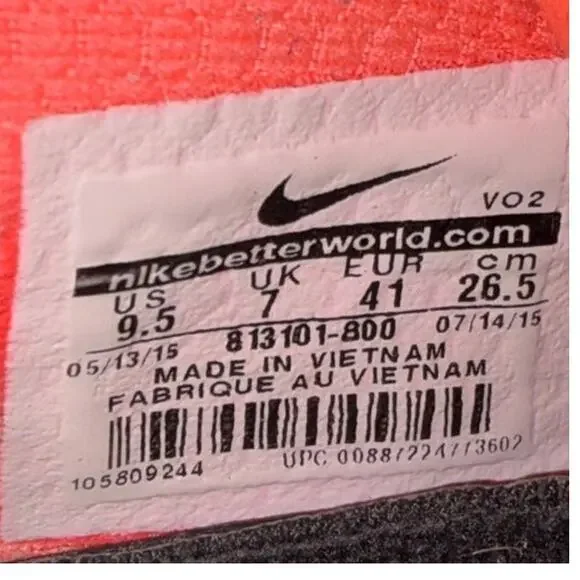 VO2
nikebetterworld.com
US UK EUR cm
9.5 7 41 26.5
05/13/15 813101-800 07/14/15
MADE IN VIETNAM
FABRIQUE AU VIETNAM
105809244 UPC